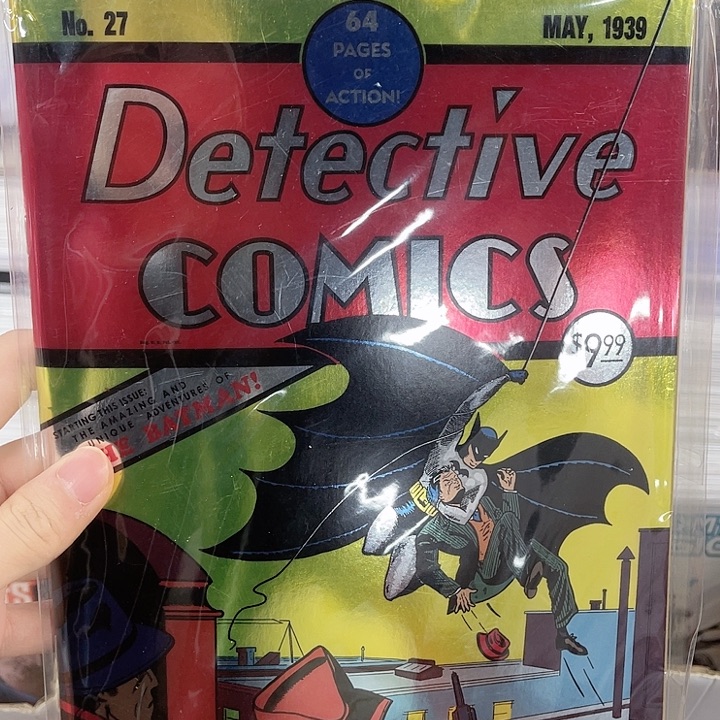 No. 27
MAY, 1939
64
PAGES
OF
ACTION!
Detective
COMICS
$9.99
STARTING THIS ISSUE:
THE AMAZING AND
UNIQUE ADVENTURES OF
THE BATMAN!